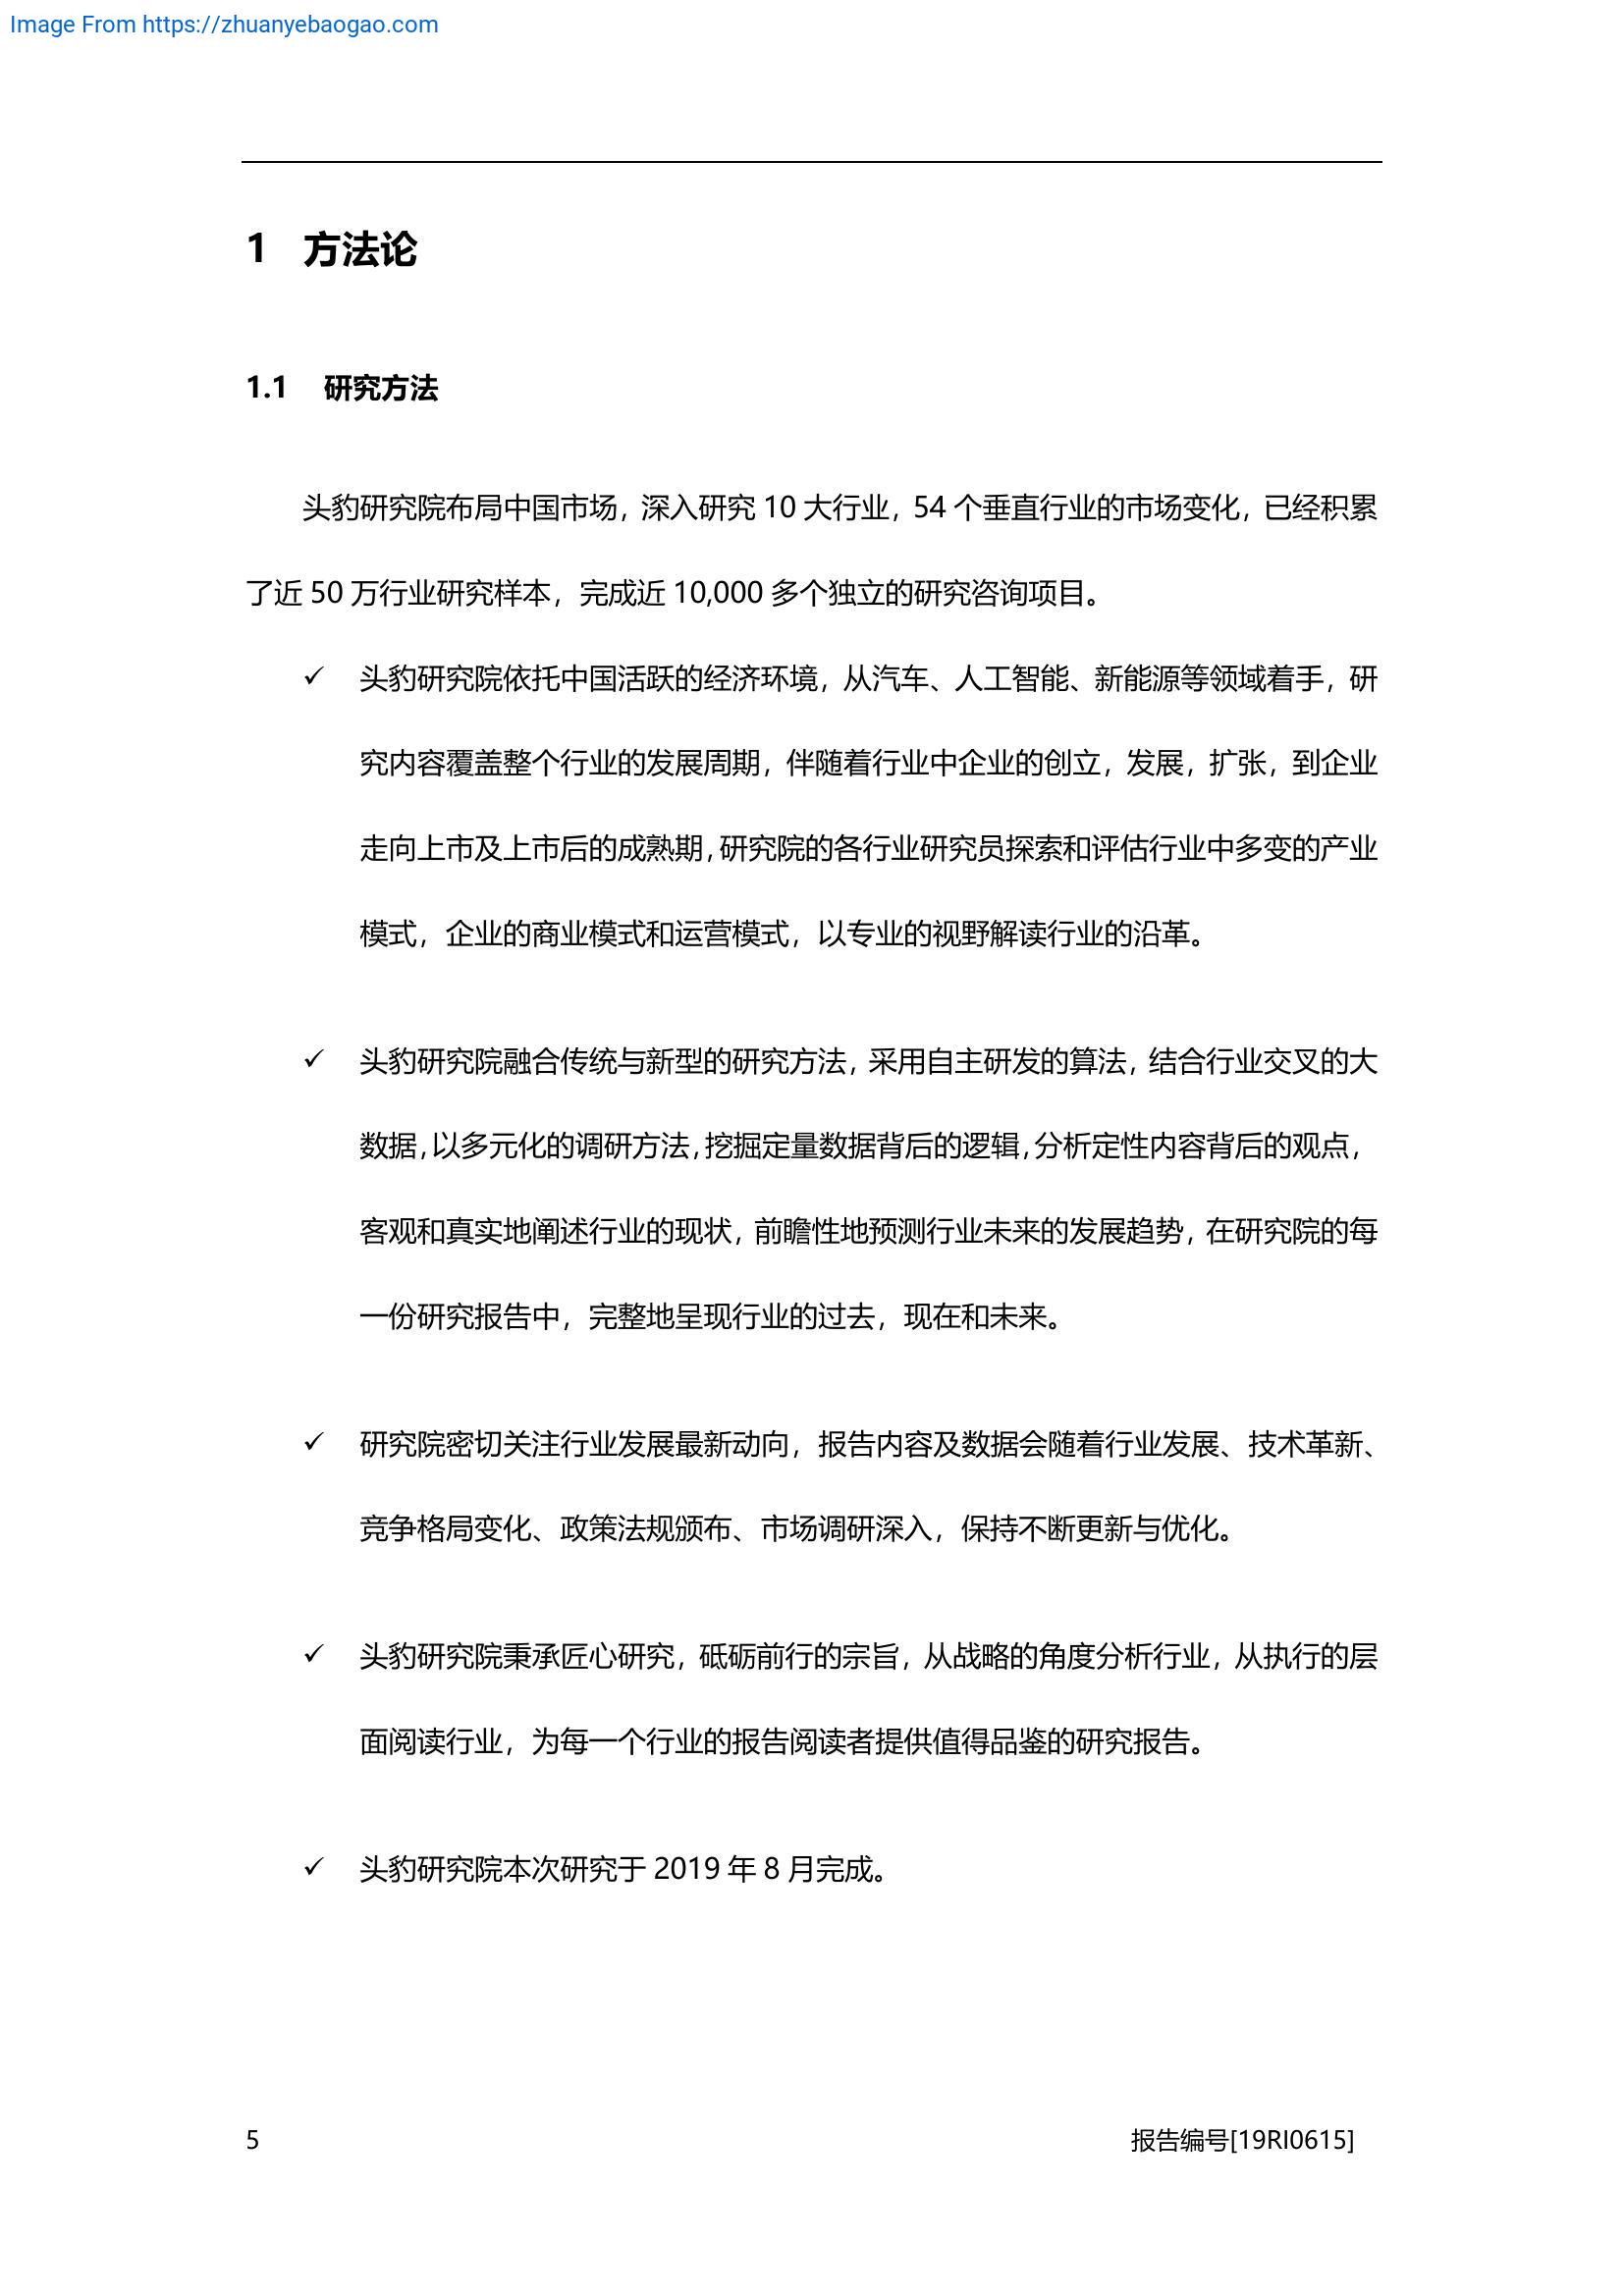 Image From https://zhuanyebaogao.com
1 方法论
1.1 研究方法
头豹研究院布局中国市场，深入研究 10 大行业，54 个垂直行业的市场变化，已经积累
了近 50 万行业研究样本，完成近 10,000 多个独立的研究咨询项目。
✓ 头豹研究院依托中国活跃的经济环境，从汽车、人工智能、新能源等领域着手，研
究内容覆盖整个行业的发展周期，伴随着行业中企业的创立，发展，扩张，到企业
走向上市及上市后的成熟期，研究院的各行业研究员探索和评估行业中多变的产业
模式，企业的商业模式和运营模式，以专业的视野解读行业的沿革。
✓ 头豹研究院融合传统与新型的研究方法，采用自主研发的算法，结合行业交叉的大
数据，以多元化的调研方法，挖掘定量数据背后的逻辑，分析定性内容背后的观点，
客观和真实地阐述行业的现状，前瞻性地预测行业未来的发展趋势，在研究院的每
一份研究报告中，完整地呈现行业的过去，现在和未来。
✓ 研究院密切关注行业发展最新动向，报告内容及数据会随着行业发展、技术革新、
竞争格局变化、政策法规颁布、市场调研深入，保持不断更新与优化。
✓ 头豹研究院秉承匠心研究，砥砺前行的宗旨，从战略的角度分析行业，从执行的层
面阅读行业，为每一个行业的报告阅读者提供值得品鉴的研究报告。
✓ 头豹研究院本次研究于 2019 年 8 月完成。
5 报告编号[19RI0615]